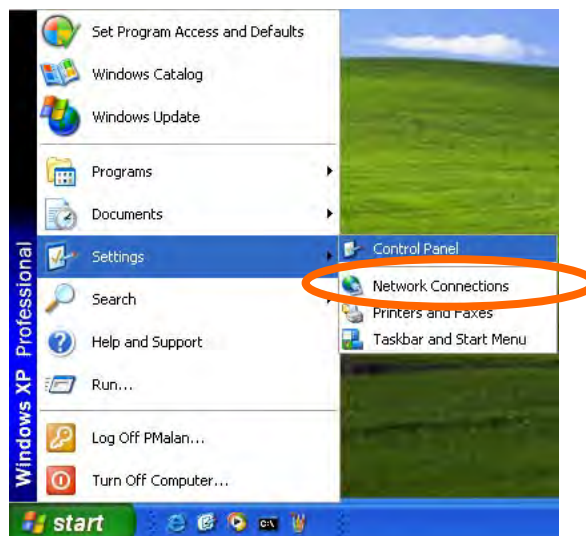 Set Program Access and Defaults
Windows Catalog
Windows Update
Programs
Documents
Settings
Control Panel
Network Connections
Printers and Faxes
Taskbar and Start Menu
Search
Help and Support
Run...
Log Off PMalan...
Turn Off Computer...
Windows XP Professional
start
C:\